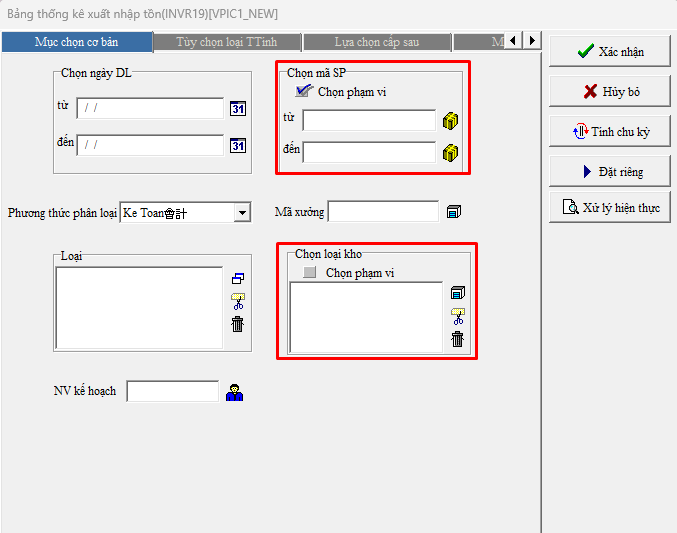 Bảng thống kê xuất nhập tồn(INVR19)[VPIC1_NEW]
Mục chọn cơ bản
Tùy chọn loại TTinh
Lựa chọn cấp sau
M
Chọn ngày DL
từ / /
31
đến / /
31
Chọn mã SP
Chọn phạm vi
từ
đến
Phương thức phân loại Ke Toan會計
Mã xưởng
Loại
Chọn loại kho
Chọn phạm vi
NV kế hoạch
Xác nhận
Hủy bỏ
Tính chu kỳ
Đặt riêng
Xử lý hiện thực